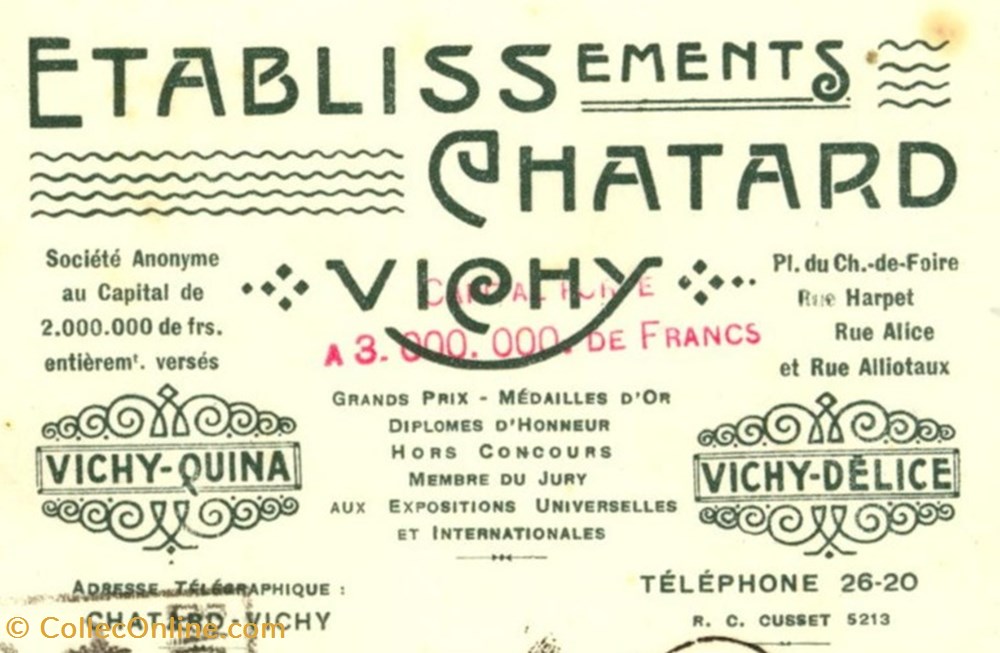 ETABLISSEMENTS
CHATARD
VICHY
Société Anonyme
au Capital de
2.000.000 de frs.
entièremt. versés
Pl. du Ch.-de-Foire
Rue Harpet
Rue Alice
et Rue Alliotaux
CAPITAL PORTÉ
A 3.000.000. DE FRANCS
GRANDS PRIX - MÉDAILLES D'OR
DIPLOMES D'HONNEUR
HORS CONCOURS
MEMBRE DU JURY
AUX EXPOSITIONS UNIVERSELLES
ET INTERNATIONALES
VICHY-QUINA
VICHY-DÉLICE
ADRESSE TÉLÉGRAPHIQUE :
CHATARD-VICHY
TÉLÉPHONE 26-20
R. C. CUSSET 5213
© CollecOnline.com